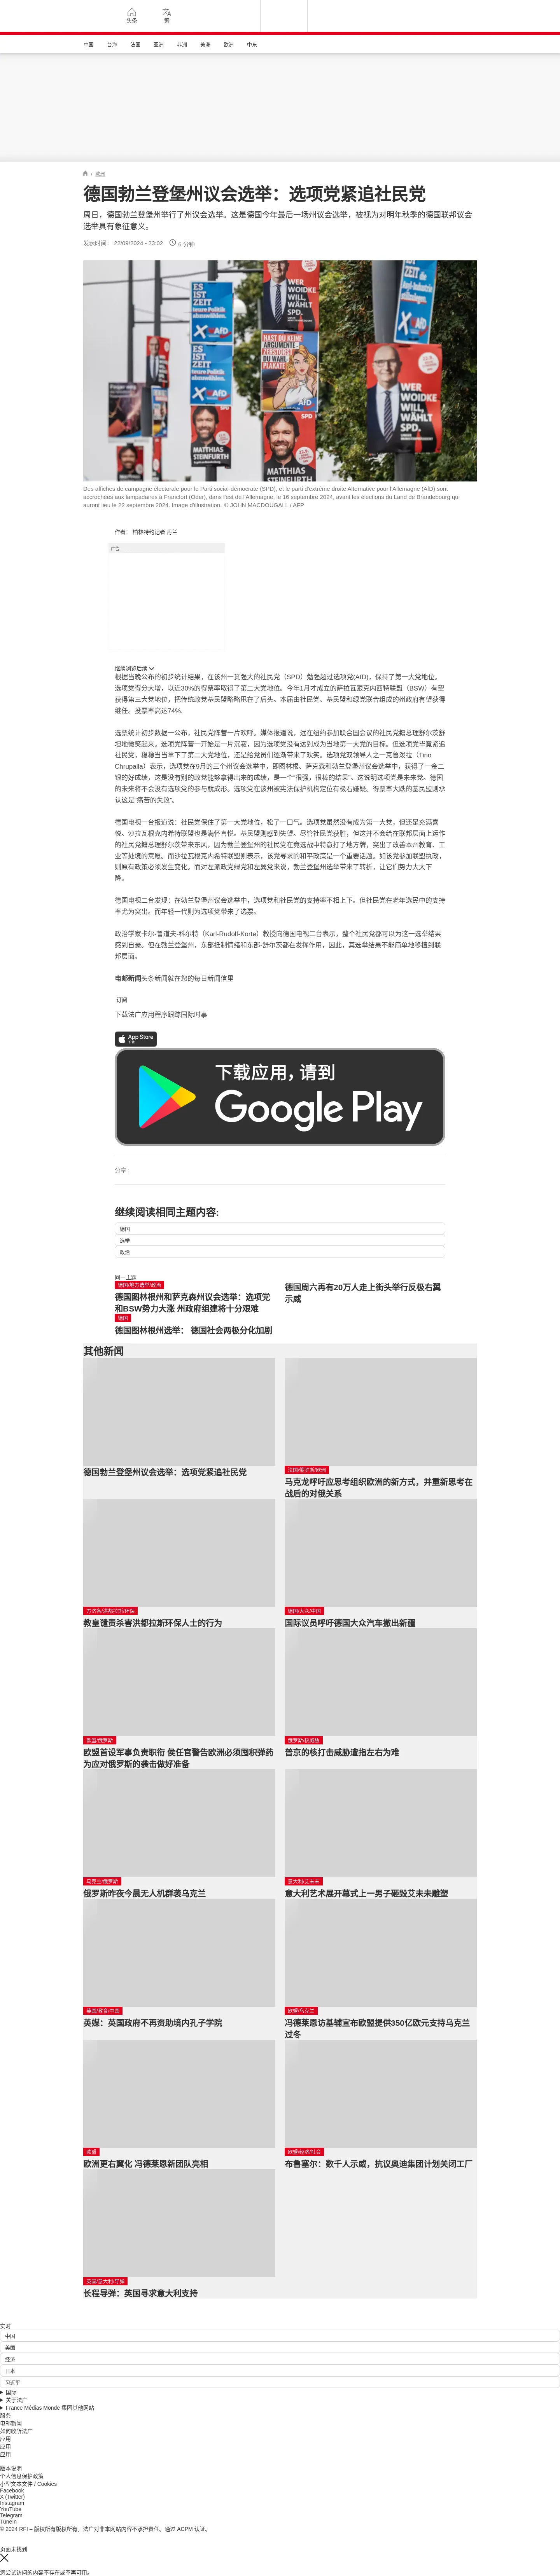 头条
繁
中国
台海
法国
亚洲
非洲
美洲
欧洲
中东
/ 欧洲
德国勃兰登堡州议会选举：选项党紧追社民党
周日，德国勃兰登堡州举行了州议会选举。这是德国今年最后一场州议会选举，被视为对明年秋季的德国联邦议会
选举具有象征意义。
发表时间： 22/09/2024 - 23:02
6 分钟
Des affiches de campagne électorale pour le Parti social-démocrate (SPD), et le parti d'extrême droite Alternative pour l'Allemagne (AfD) sont
accrochées aux lampadaires à Francfort (Oder), dans l'est de l'Allemagne, le 16 septembre 2024, avant les élections du Land de Brandebourg qui
auront lieu le 22 septembre 2024. Image d'illustration. © JOHN MACDOUGALL / AFP
作者： 柏林特约记者 丹兰
广告
继续浏览后续
根据当晚公布的初步统计结果，在该州一贯强大的社民党（SPD）勉强超过选项党(AfD)，保持了第一大党地位。
选项党得分大增，以近30%的得票率取得了第二大党地位。今年1月才成立的萨拉瓦跟克内西特联盟（BSW）有望
获得第三大党地位，把传统政党基民盟略略甩在了后头。本届由社民党、基民盟和绿党联合组成的州政府有望获得
继任。投票率高达74%.
选票统计初步数据一公布，社民党阵营一片欢呼。媒体报道说，远在纽约参加联合国会议的社民党籍总理舒尔茨舒
坦地微笑起来。选项党阵营一开始是一片沉寂，因为选项党没有达到成为当地第一大党的目标。但选项党毕竟紧追
社民党，稳稳当当拿下了第二大党地位，还是给党员们逐渐带来了欢笑。选项党双领导人之一克鲁泼拉（Tino
Chrupalla）表示，选项党在9月的三个州议会选举中，即图林根、萨克森和勃兰登堡州议会选举中，获得了一金二
银的好成绩，这是没有别的政党能够拿得出来的成绩，是一个“很强，很棒的结果”。这说明选项党是未来党。德国
的未来将不会没有选项党的参与就成形。选项党在该州被宪法保护机构定位有极右嫌疑。得票率大跌的基民盟则承
认这是“痛苦的失败”。
德国电视一台报道说：社民党保住了第一大党地位，松了一口气。选项党虽然没有成为第一大党，但还是充满喜
悦。沙拉瓦根克内希特联盟也是满怀喜悦。基民盟则感到失望。尽管社民党获胜，但这并不会给在联邦层面上运作
的社民党籍总理舒尔茨带来东风。因为勃兰登堡州的社民党在竞选战中特意打了地方牌，突出了改善本州教育、工
业等处境的意愿。而沙拉瓦根克内希特联盟则表示，该党寻求的和平政策是一个重要话题。如该党参加联盟执政，
则原有政策必须发生变化。而对左派政党绿党和左翼党来说，勃兰登堡州选举带来了转折，让它们势力大大下
降。
德国电视二台发现：在勃兰登堡州议会选举中，选项党和社民党的支持率不相上下。但社民党在老年选民中的支持
率尤为突出。而年轻一代则为选项党带来了选票。
政治学家卡尔-鲁道夫-科尔特（Karl-Rudolf-Korte）教授向德国电视二台表示，整个社民党都可以为这一选举结果
感到自豪。但在勃兰登堡州，东部抵制情绪和东部-舒尔茨都在发挥作用，因此，其选举结果不能简单地移植到联
邦层面。
电邮新闻头条新闻就在您的每日新闻信里
订阅
下载法广应用程序跟踪国际时事
App Store
下载
下载应用，请到
Google Play
分享 :
继续阅读相同主题内容:
德国
选举
政治
同一主题
德国/地方选举/政治
德国图林根州和萨克森州议会选举：选项党
和BSW势力大涨 州政府组建将十分艰难
德国周六再有20万人走上街头举行反极右翼
示威
德国
德国图林根州选举： 德国社会两极分化加剧
其他新闻
德国勃兰登堡州议会选举：选项党紧追社民党
法国/俄罗斯/欧洲
马克龙呼吁应思考组织欧洲的新方式，并重新思考在
战后的对俄关系
方济各/洪都拉斯/环保
教皇谴责杀害洪都拉斯环保人士的行为
德国/大众/中国
国际议员呼吁德国大众汽车撤出新疆
欧盟/俄罗斯
欧盟首设军事负责职衔 侯任官警告欧洲必须囤积弹药
为应对俄罗斯的袭击做好准备
俄罗斯/核威胁
普京的核打击威胁遭指左右为难
乌克兰/俄罗斯
俄罗斯昨夜今晨无人机群袭乌克兰
意大利/艾未未
意大利艺术展开幕式上一男子砸毁艾未未雕塑
英国/教育/中国
英媒：英国政府不再资助境内孔子学院
欧盟/乌克兰
冯德莱恩访基辅宣布欧盟提供350亿欧元支持乌克兰
过冬
欧盟
欧洲更右翼化 冯德莱恩新团队亮相
欧盟/经济/社会
布鲁塞尔：数千人示威，抗议奥迪集团计划关闭工厂
英国/意大利/导弹
长程导弹：英国寻求意大利支持
实时
中国
美国
经济
日本
习近平
国际
关于法广
France Médias Monde 集团其他网站
服务
电邮新闻
如何收听法广
应用
应用
应用
版本说明
个人信息保护政策
小型文本文件 / Cookies
Facebook
X (Twitter)
Instagram
YouTube
Telegram
TuneIn
© 2024 RFI – 版权所有版权所有。法广对非本网站内容不承担责任。通过 ACPM 认证。
页面未找到
您尝试访问的内容不存在或不再可用。